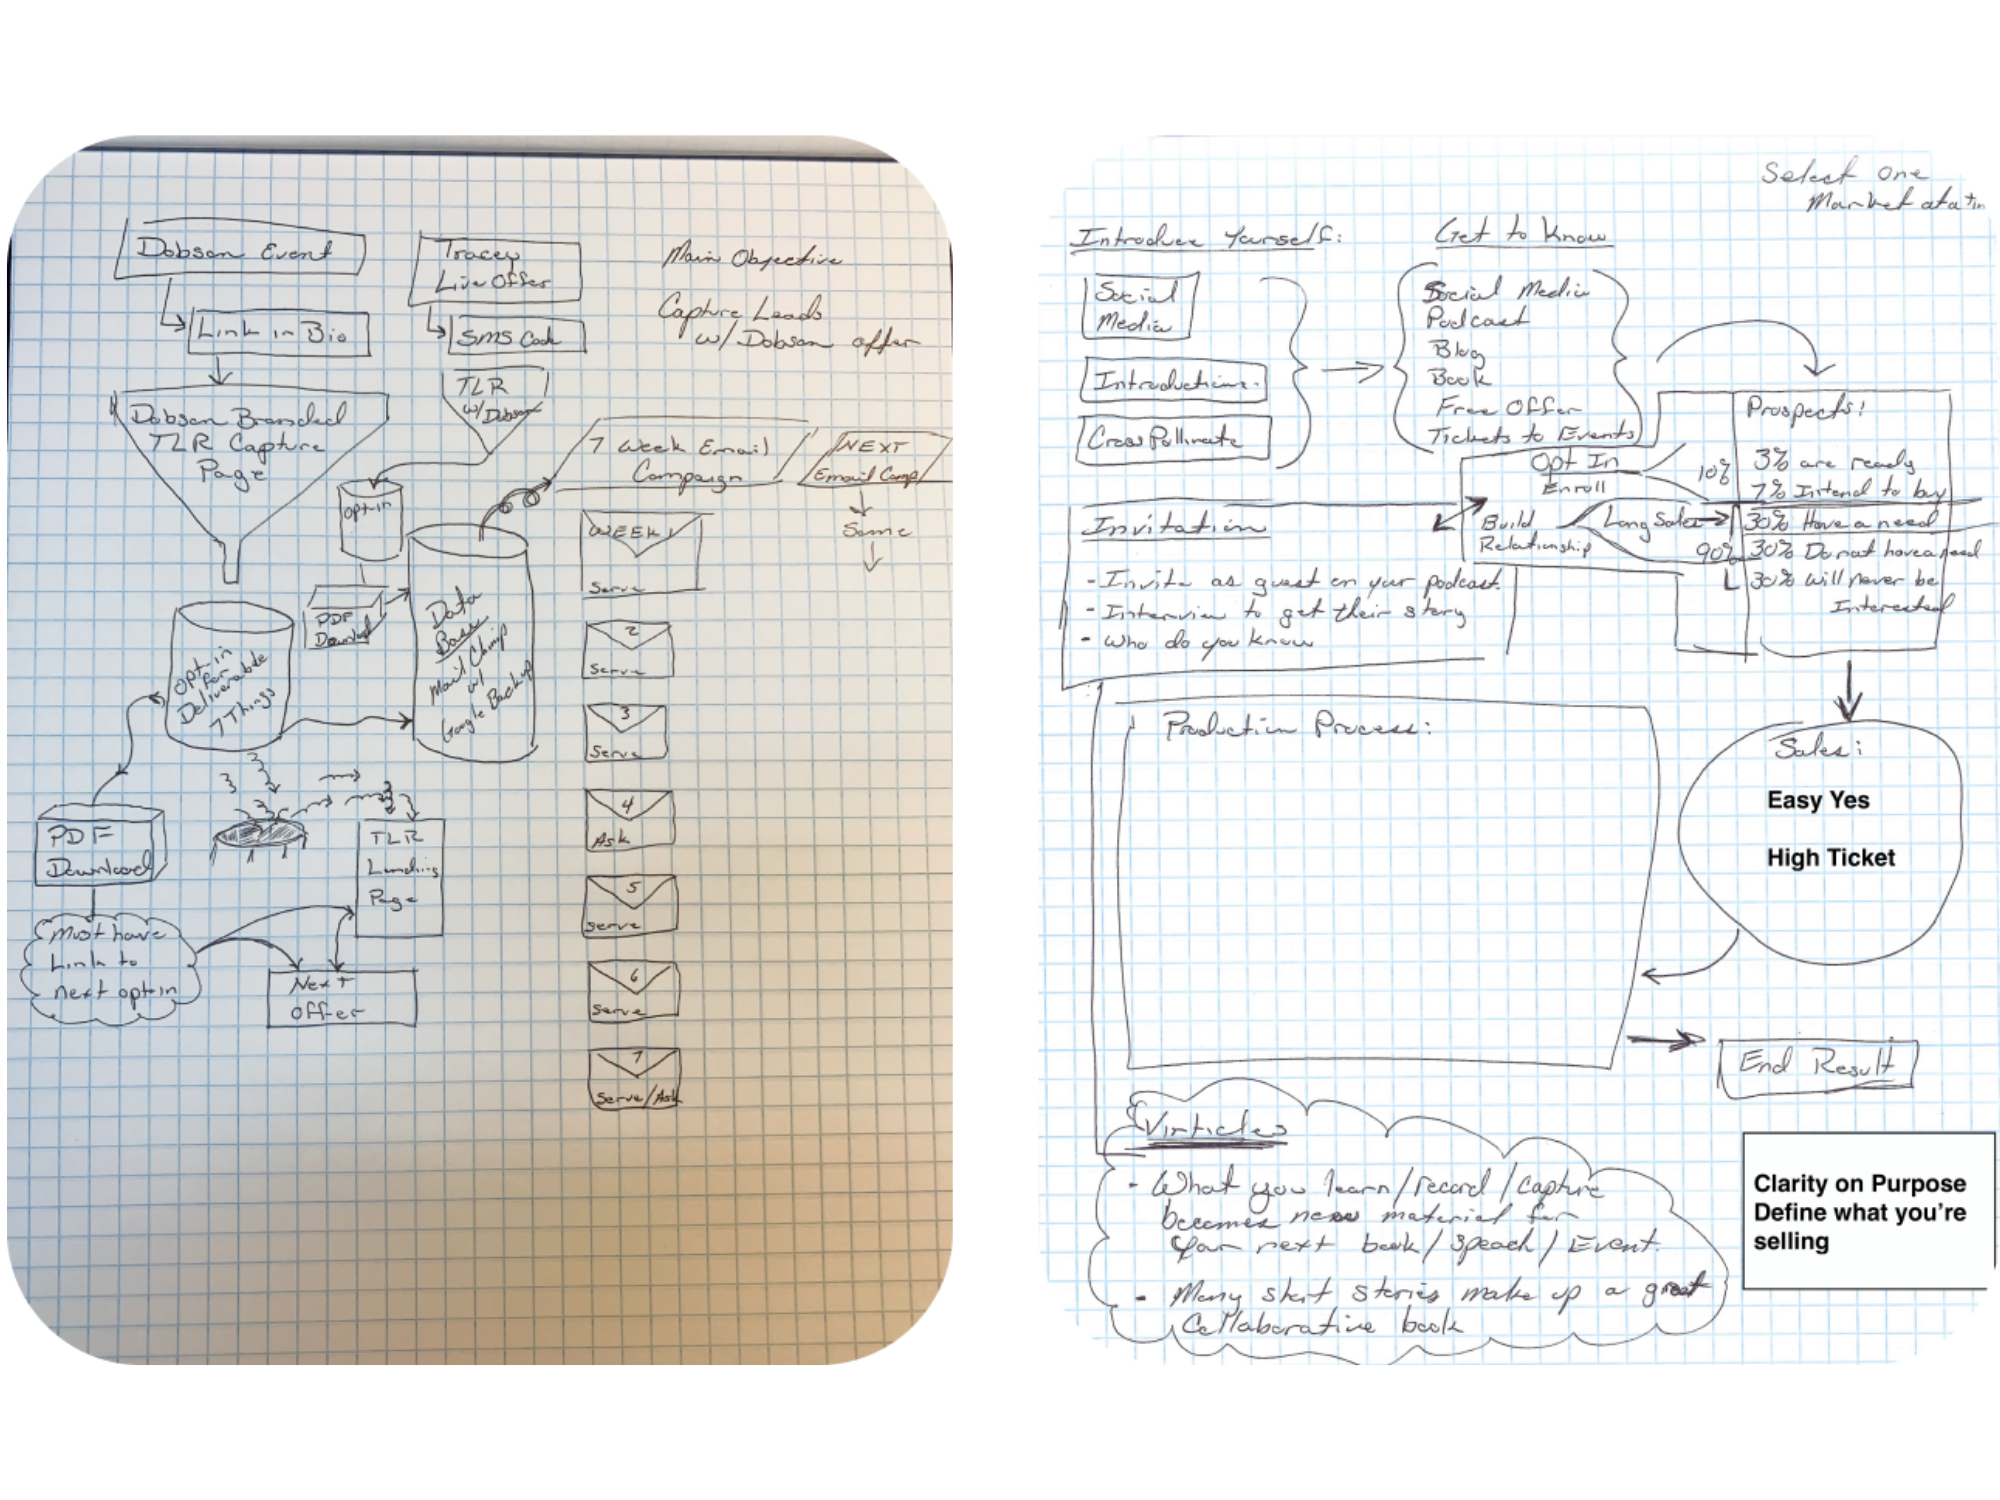 Dobson Event
Link in Bio
Dobson Branded
TLR Capture
Page
Tracey
Live Offer
SMS Code
TLR
w/Dobson
Main Objective
Capture Leads
w/ Dobson offer
opt-in
PDF
Download
Opt-in
for
Deliverable
7 Things
Data
Base
Mail Chimp
w/
Google Backup
PDF
Download
Must have
Link to
next opt-in
TLR
Landing
Page
Next
Offer
7 Week Email
Campaign
NEXT
Email Camp
Same
WEEK 1
Serve
2
Serve
3
Serve
4
Ask
5
Serve
6
Serve
7
Serve/Ask
Select one
Market at a
Introduce Yourself:
Social
Media
Introductions
Cross Pollinate
Get to Know
Social Media
Podcast
Blog
Book
Free Offer
Tickets to Events
Opt In
Enroll
Build
Relationship
Long Sales
10%
90%
Prospects:
3% are ready
7% Intend to buy
30% Have a need
30% Do not have a need
30% will never be
Interested
Invitation
- Invite as guest on your podcast.
- Interview to get their story
- Who do you know
Production Process:
Sales:
Easy Yes
High Ticket
End Result
Virticles
- What you learn/record/capture
becomes new material for
your next book/speach/Event.
- Many short stories make up a great
Collaborative book
Clarity on Purpose
Define what you're
selling